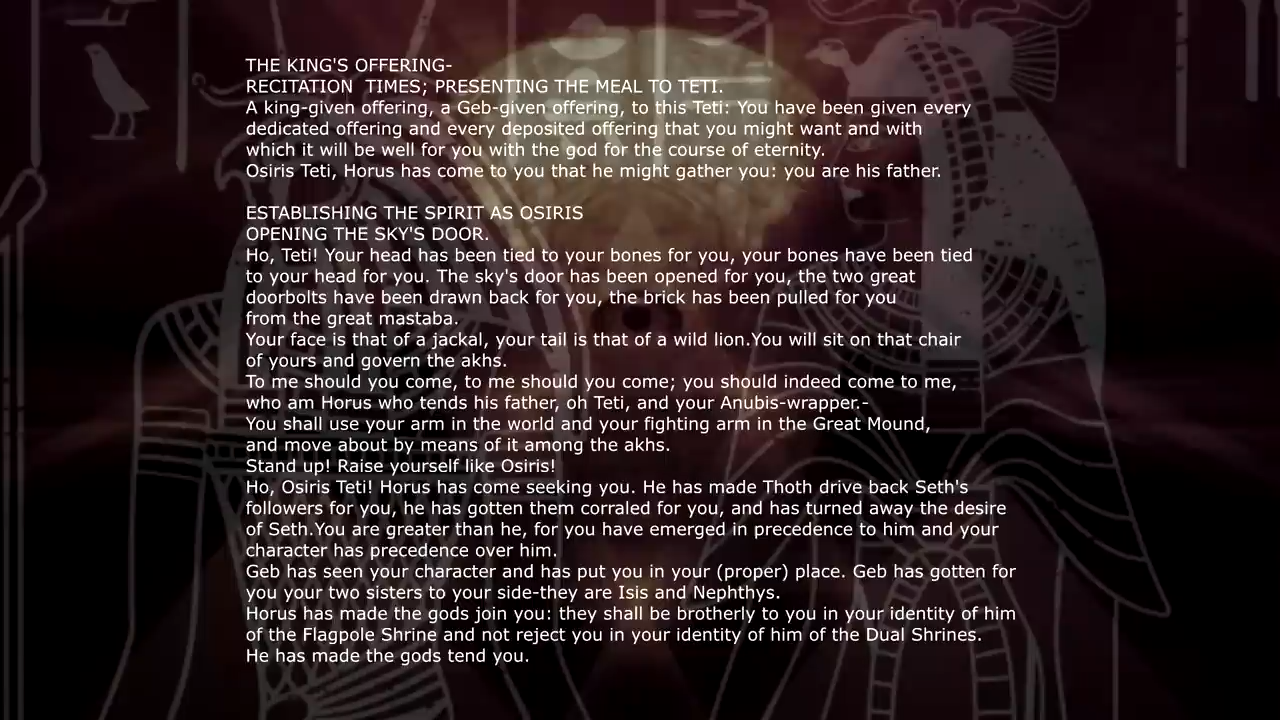 THE KING'S OFFERING-
RECITATION  TIMES; PRESENTING THE MEAL TO TETI.
A king-given offering, a Geb-given offering, to this Teti: You have been given every
dedicated offering and every deposited offering that you might want and with
which it will be well for you with the god for the course of eternity.
Osiris Teti, Horus has come to you that he might gather you: you are his father.

ESTABLISHING THE SPIRIT AS OSIRIS
OPENING THE SKY'S DOOR.
Ho, Teti! Your head has been tied to your bones for you, your bones have been tied
to your head for you. The sky's door has been opened for you, the two great
doorbolts have been drawn back for you, the brick has been pulled for you
from the great mastaba.
Your face is that of a jackal, your tail is that of a wild lion.You will sit on that chair
of yours and govern the akhs.
To me should you come, to me should you come; you should indeed come to me,
who am Horus who tends his father, oh Teti, and your Anubis-wrapper.-
You shall use your arm in the world and your fighting arm in the Great Mound,
and move about by means of it among the akhs.
Stand up! Raise yourself like Osiris!
Ho, Osiris Teti! Horus has come seeking you. He has made Thoth drive back Seth's
followers for you, he has gotten them corraled for you, and has turned away the desire
of Seth.You are greater than he, for you have emerged in precedence to him and your
character has precedence over him.
Geb has seen your character and has put you in your (proper) place. Geb has gotten for
you your two sisters to your side-they are Isis and Nephthys.
Horus has made the gods join you: they shall be brotherly to you in your identity of him
of the Flagpole Shrine and not reject you in your identity of him of the Dual Shrines.
He has made the gods tend you.